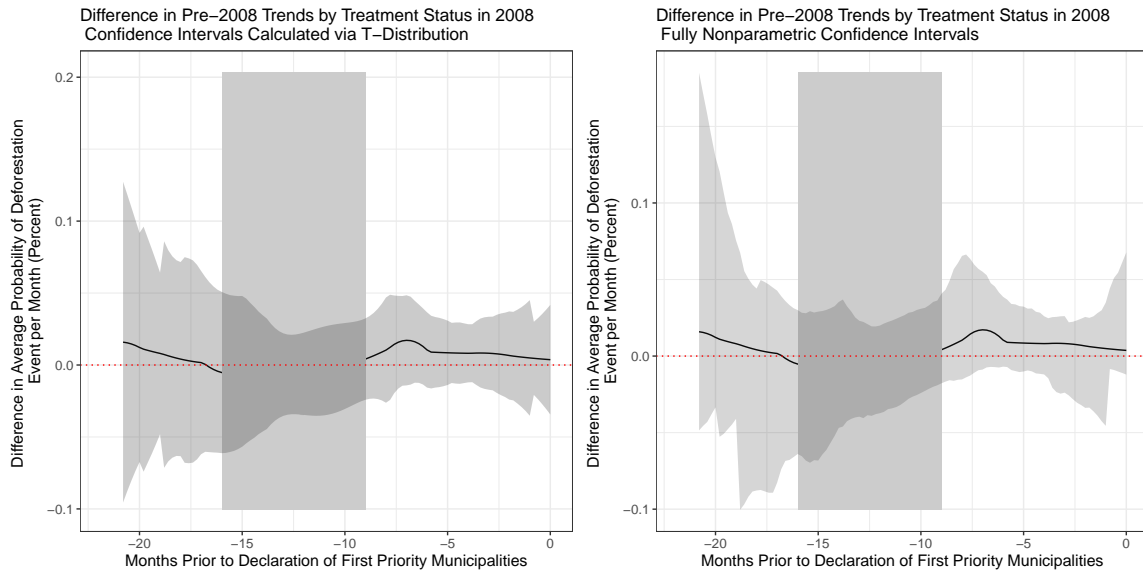 Difference in Pre−2008 Trends by Treatment Status in 2008
Confidence Intervals Calculated via T−Distribution
Difference in Average Probability of Deforestation
Event per Month (Percent)
0.2
0.1
0.0
−0.1
−20
−15
−10
−5
0
Months Prior to Declaration of First Priority Municipalities
Difference in Pre−2008 Trends by Treatment Status in 2008
Fully Nonparametric Confidence Intervals
Difference in Average Probability of Deforestation
Event per Month (Percent)
0.1
0.0
−0.1
−20
−15
−10
−5
0
Months Prior to Declaration of First Priority Municipalities